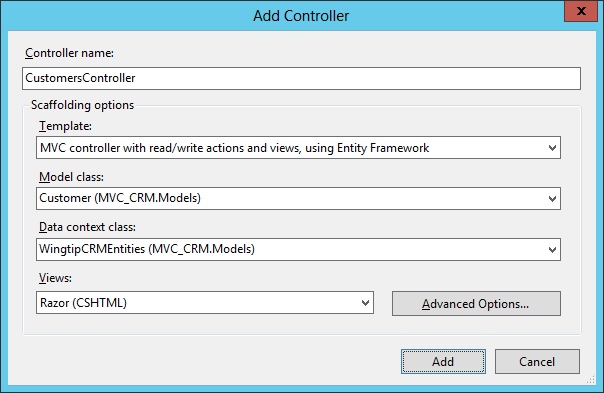 Add Controller
x
Controller name:
CustomersController
Scaffolding options
Template:
MVC controller with read/write actions and views, using Entity Framework
Model class:
Customer (MVC_CRM.Models)
Data context class:
WingtipCRMEntities (MVC_CRM.Models)
Views:
Razor (CSHTML)
Advanced Options...
Add
Cancel